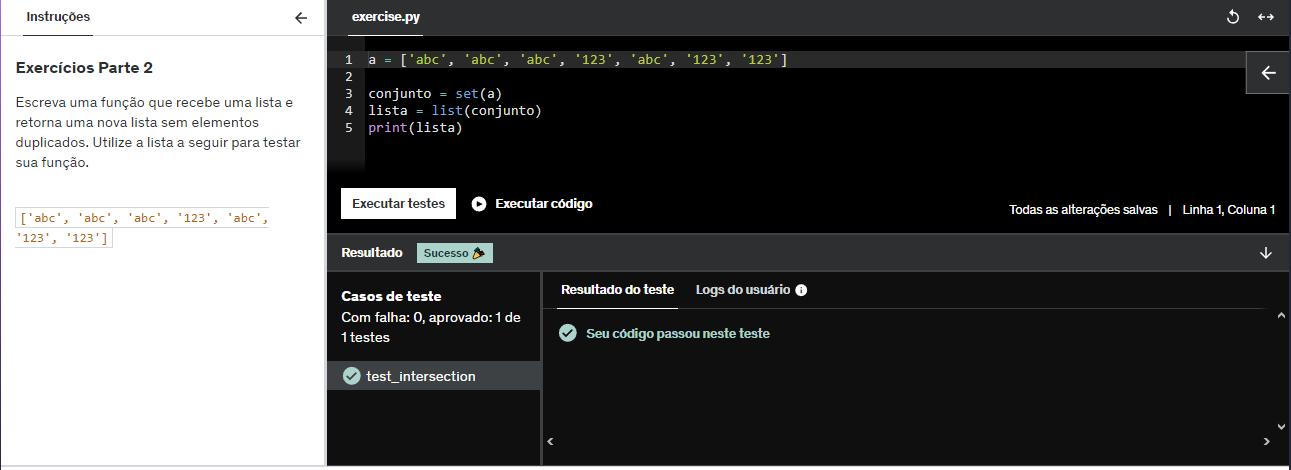 Instruções
Exercícios Parte 2
Escreva uma função que recebe uma lista e
retorna uma nova lista sem elementos
duplicados. Utilize a lista a seguir para testar
sua função.
['abc', 'abc', 'abc', '123', 'abc',
'123', '123']
exercise.py
1 a = ['abc', 'abc', 'abc', '123', 'abc', '123', '123']
2
3 conjunto = set(a)
4 lista = list(conjunto)
5 print(lista)
Executar testes
Executar código
Todas as alterações salvas | Linha 1, Coluna 1
Resultado
Sucesso
Casos de teste
Com falha: 0, aprovado: 1 de
1 testes
test_intersection
Resultado do teste
Logs do usuário
Seu código passou neste teste